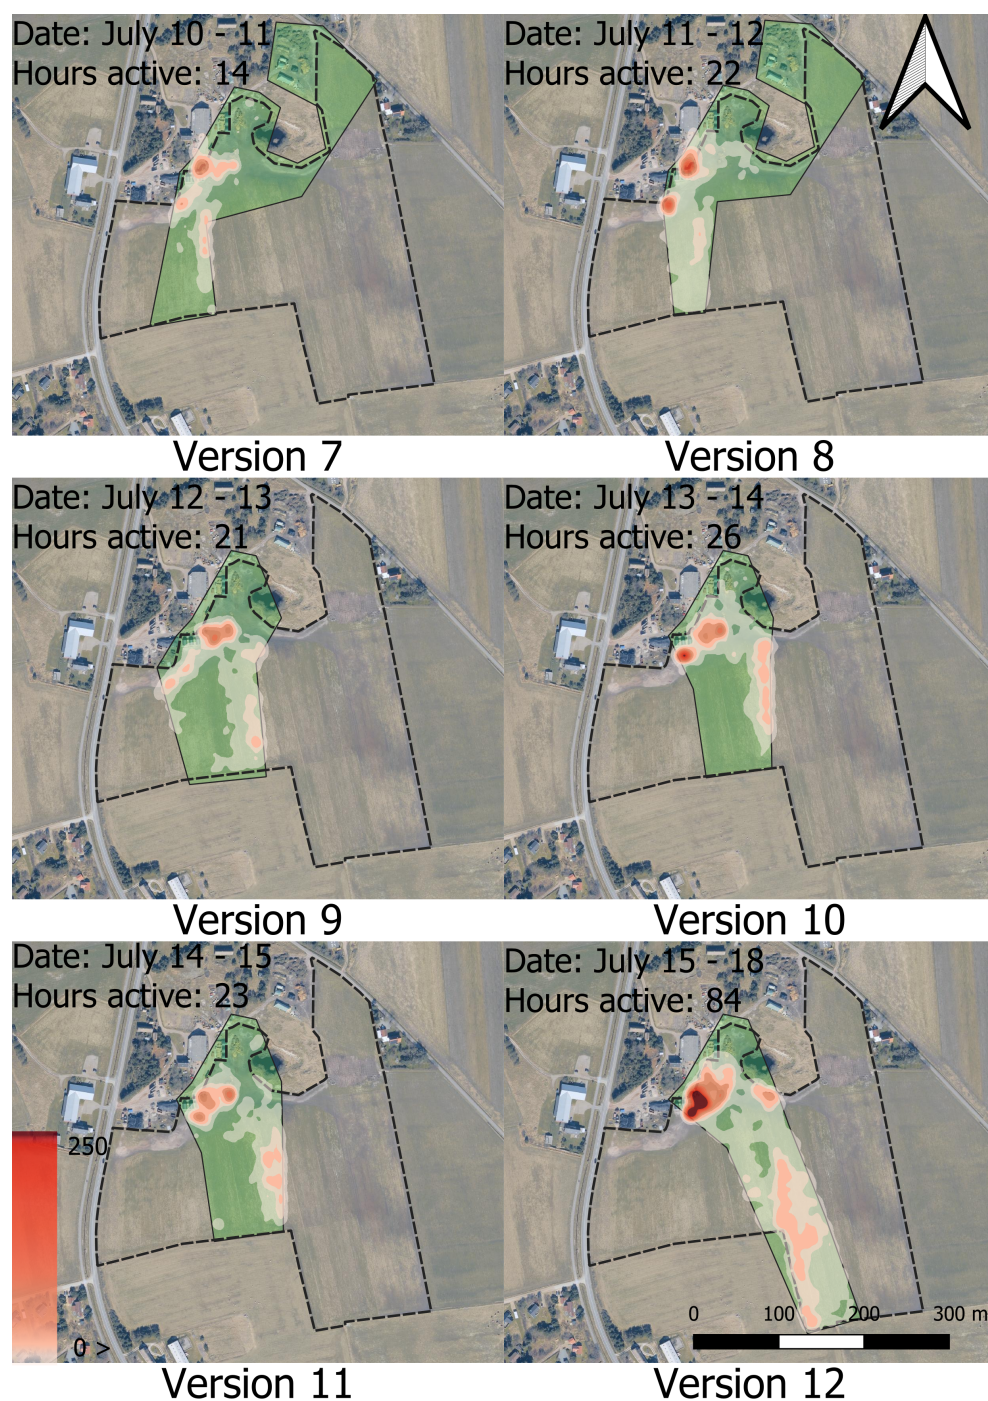 Date: July 10 - 11
Hours active: 14
Date: July 11 - 12
Hours active: 22
Version 7
Version 8
Date: July 12 - 13
Hours active: 21
Date: July 13 - 14
Hours active: 26
Version 9
Version 10
Date: July 14 - 15
Hours active: 23
Date: July 15 - 18
Hours active: 84
250
0 >
0 100 200 300 m
Version 11
Version 12